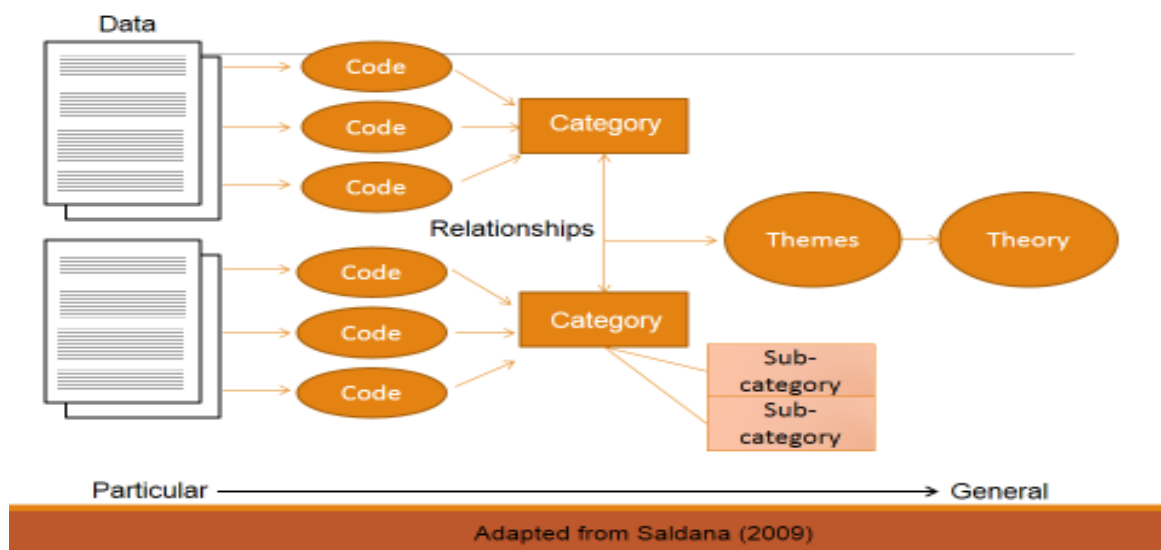 Data
Code
Code
Code
Category
Relationships
Themes
Theory
Code
Code
Code
Category
Sub-
category
Sub-
category
Particular
General
Adapted from Saldana (2009)